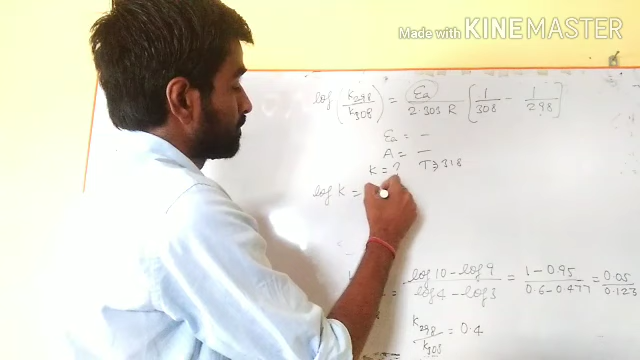 Made with KINEMASTER
log (K298/K308) = Ea/2.303 R [1/308 - 1/298]
Ea = —
A = —
K = ? T = 318
log K =
log 10 - log 9 / log 4 - log 3 = 1 - 0.95 / 0.6 - 0.477 = 0.05 / 0.123
K298/K308 = 0.4